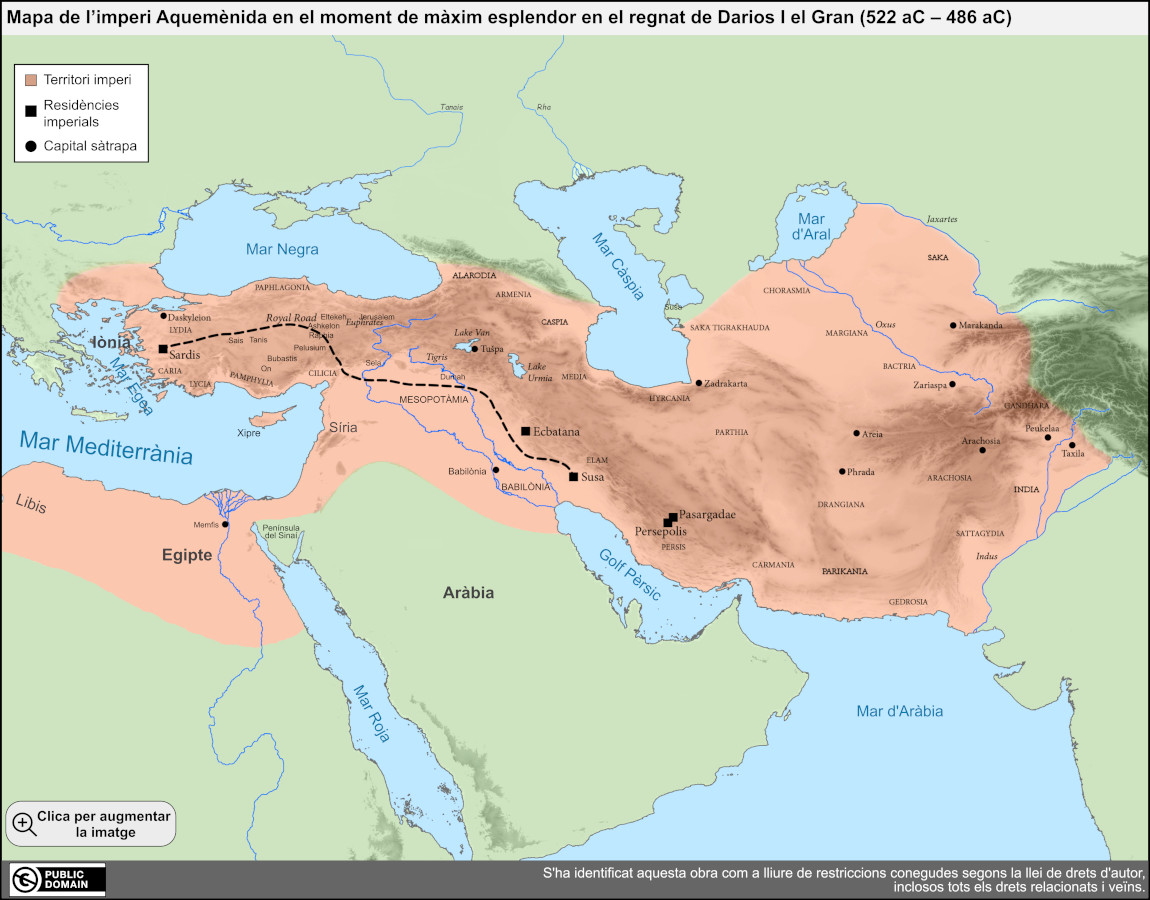 Mapa de l’imperi Aquemènida en el moment de màxim esplendor en el regnat de Darios I el Gran (522 aC – 486 aC)
Territori imperi
Residències
imperials
Capital sàtrapa
Tanais
Rha
Mar Negra
Mar Càspia
Mar
d'Aral
Jaxartes
SAKA
CHORASMIA
Susa
SAKA TIGRAKHAUDA
MARGIANA
Oxus
Marakanda
BACTRIA
Zariaspa
GANDHARA
Peukelaa
Taxila
Arachosia
ARACHOSIA
INDIA
SATTAGYDIA
Indus
Areia
Phrada
DRANGIANA
PARTHIA
Zadrakarta
HYRCANIA
ALARODIA
ARMENIA
CASPIA
PAPHLAGONIA
Daskyleion
LYDIA
Iònia
Sardis
CARIA
LYCIA
PAMPHYLIA
CILICIA
Royal Road
Eltekeh
Jerusalem
Ashkelon
Euphrates
Raphia
Sais
Tanis
Pelusium
Bubastis
On
Sela
Tigris
Dumah
Lake Van
Tušpa
Lake
Urmia
MEDIA
MESOPOTÀMIA
Mar Egea
Xipre
Síria
Mar Mediterrània
Ecbatana
ELAM
Susa
Babilònia
BABILÒNIA
Libis
Memfis
Egipte
Península
del Sinaí
Pasargadae
Persepolis
PERSIS
Golf Pèrsic
CARMANIA
PARIKANIA
GEDROSIA
Aràbia
Mar Roja
Mar d'Aràbia
Clica per augmentar
la imatge
PUBLIC
DOMAIN
S'ha identificat aquesta obra com a lliure de restriccions conegudes segons la llei de drets d'autor,
inclosos tots els drets relacionats i veïns.